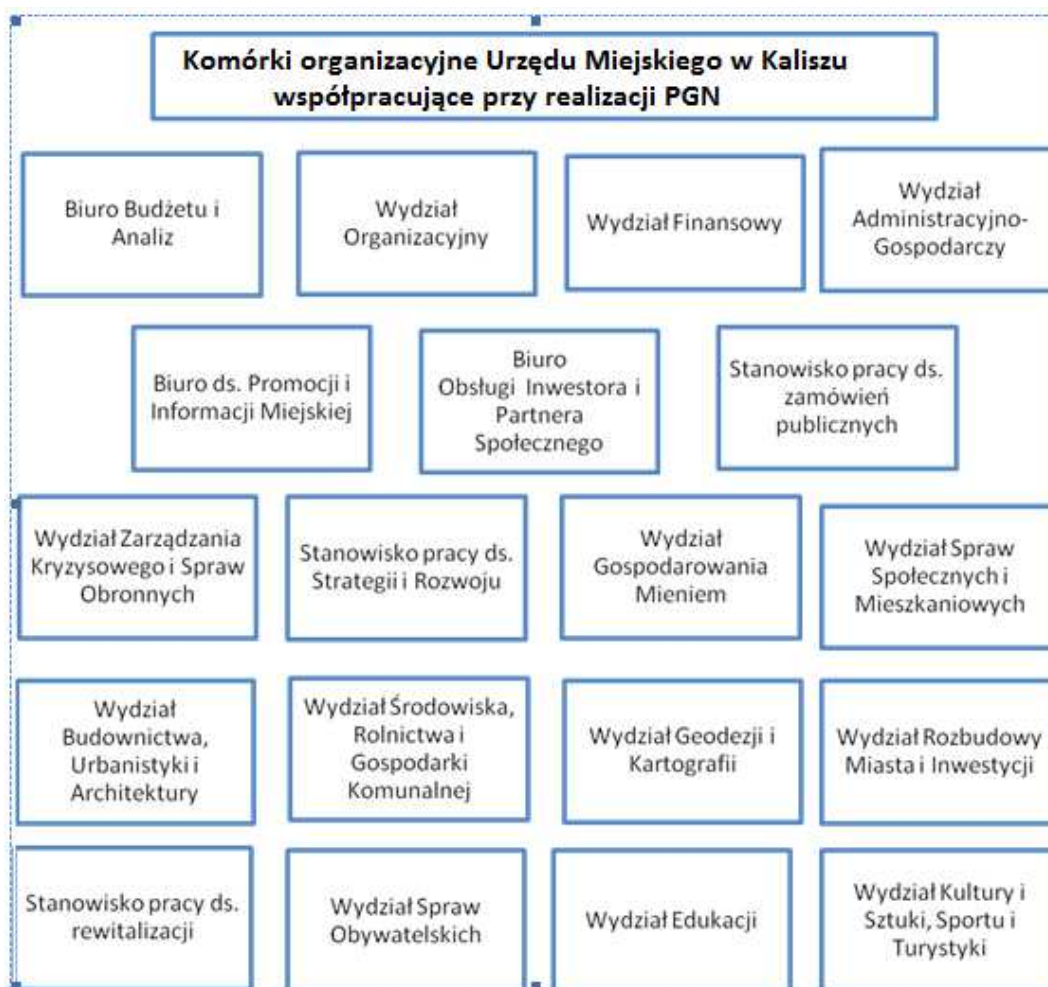 Komórki organizacyjne Urzędu Miejskiego w Kaliszu
współpracujące przy realizacji PGN
Biuro Budżetu i
Analiz
Wydział
Organizacyjny
Wydział Finansowy
Wydział
Administracyjno-
Gospodarczy
Biuro ds. Promocji i
Informacji Miejskiej
Biuro
Obsługi Inwestora i
Partnera
Społecznego
Stanowisko pracy ds.
zamówień
publicznych
Wydział Zarządzania
Kryzysowego i Spraw
Obronnych
Stanowisko pracy ds.
Strategii i Rozwoju
Wydział
Gospodarowania
Mieniem
Wydział Spraw
Społecznych i
Mieszkaniowych
Wydział
Budownictwa,
Urbanistyki i
Architektury
Wydział Środowiska,
Rolnictwa i
Gospodarki
Komunalnej
Wydział Geodezji i
Kartografii
Wydział Rozbudowy
Miasta i Inwestycji
Stanowisko pracy ds.
rewitalizacji
Wydział Spraw
Obywatelskich
Wydział Edukacji
Wydział Kultury i
Sztuki, Sportu i
Turystyki